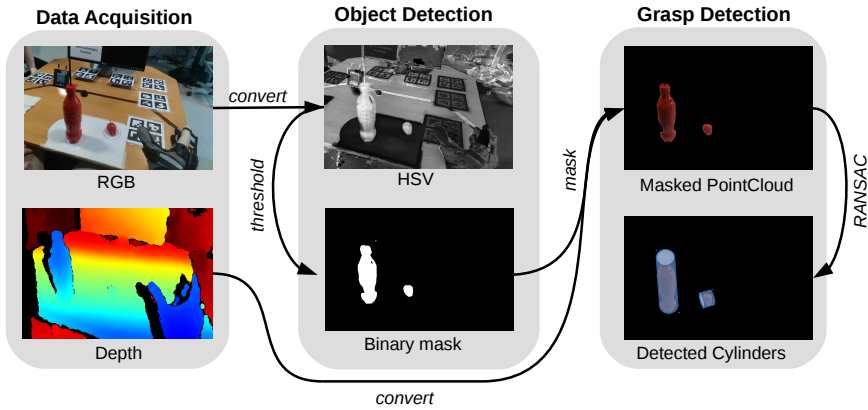 Data Acquisition
Object Detection
Grasp Detection
convert
RGB
HSV
Masked PointCloud
threshold
mask
RANSAC
Depth
Binary mask
Detected Cylinders
convert